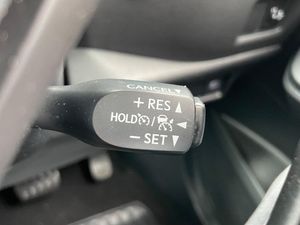 CANCEL▼
+ RES▲
HOLD / ◀
−SET▼